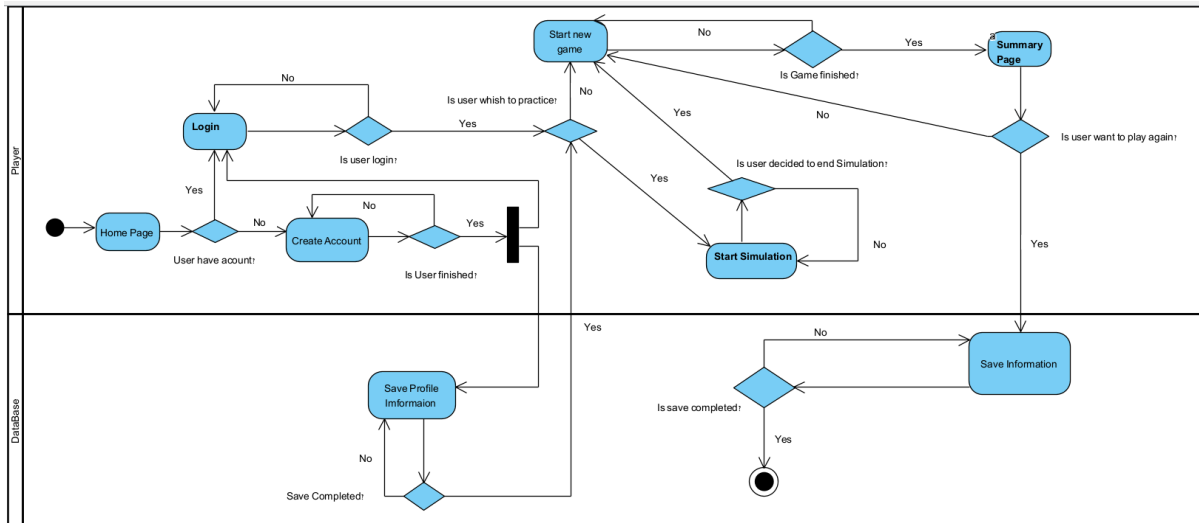 Player
Start new
game
No
Yes
a
Summary
Page
Is Game finished↑
No
Is user whish to practice↑
No
Login
Yes
Yes
No
Is user want to play again↑
Is user login↑
Is user decided to end Simulation↑
Yes
Yes
No
Home Page
No
Create Account
Yes
No
Start Simulation
User have acount↑
Is User finished↑
Yes
DataBase
Yes
No
Save Information
Save Profile
Imformaion
Is save completed↑
Yes
No
Save Completed↑